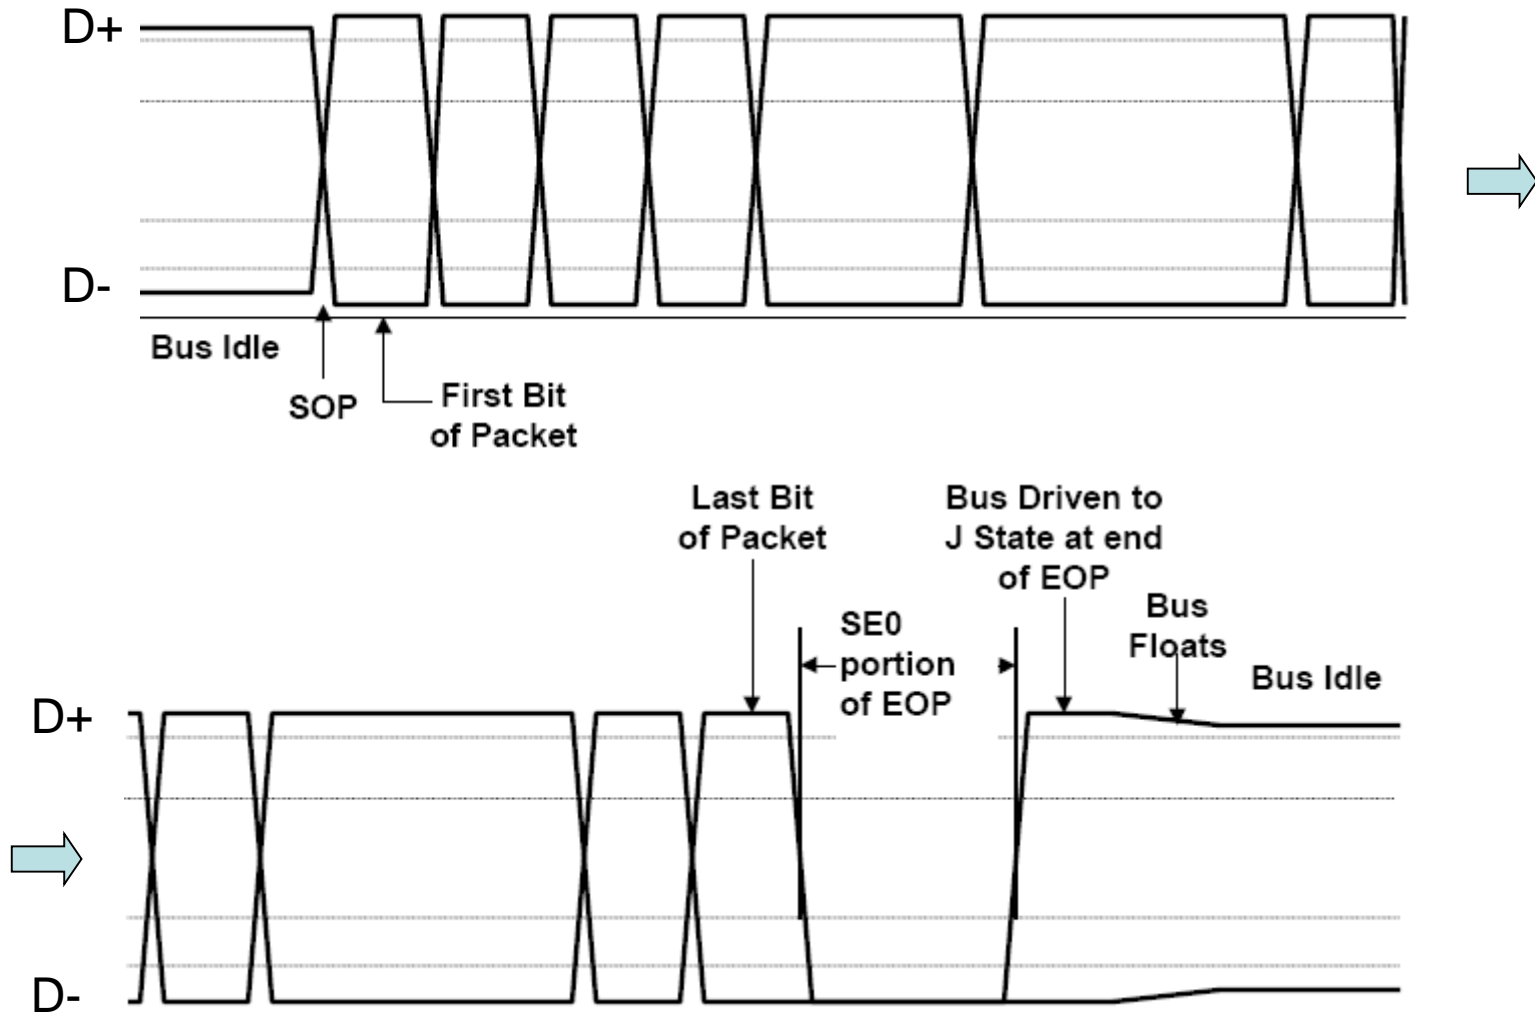 D+
D-
Bus Idle
SOP
First Bit
of Packet
Last Bit
of Packet
Bus Driven to
J State at end
of EOP
SE0
portion
of EOP
Bus
Floats
Bus Idle
D+
D-